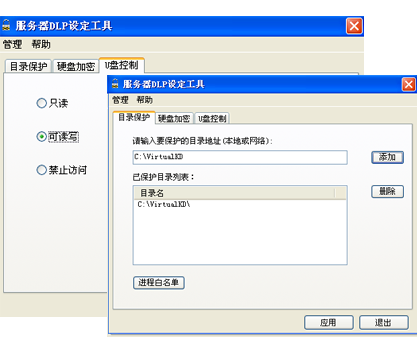 服务器DLP设定工具
管理 帮助
目录保护 硬盘加密 U盘控制
只读
可读写
禁止访问
服务器DLP设定工具
管理 帮助
目录保护 硬盘加密 U盘控制
请输入要保护的目录地址(本地或网络):
C:\VirtualKD
添加
已保护目录列表:
目录名
删除
C:\VirtualKD\
进程白名单
应用 退出